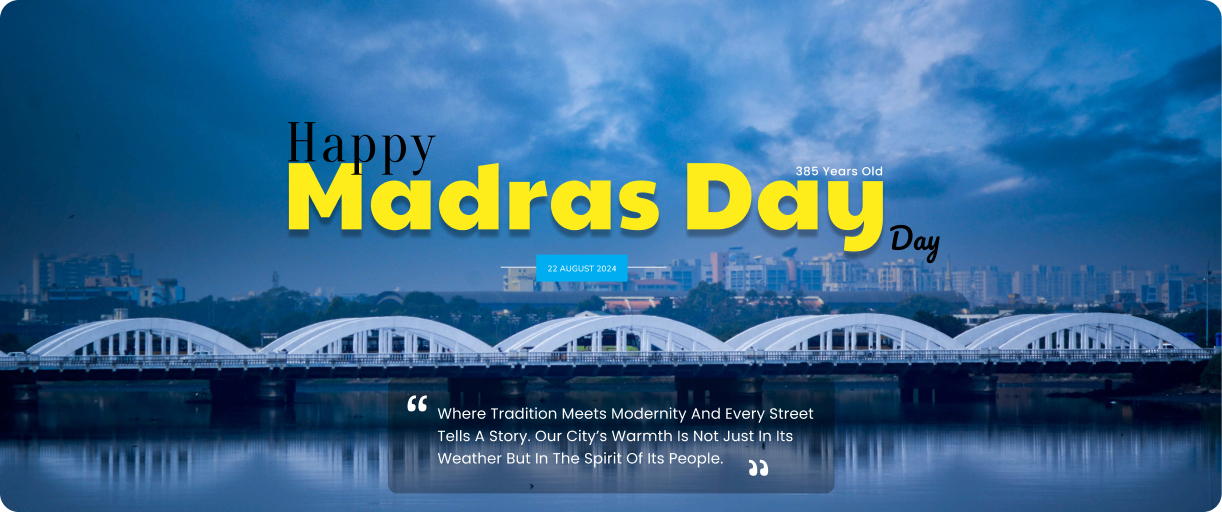 Happy
385 Years Old
Madras Day
Day
22 AUGUST 2024
“ Where Tradition Meets Modernity And Every Street
Tells A Story. Our City’s Warmth Is Not Just In Its
Weather But In The Spirit Of Its People. ”